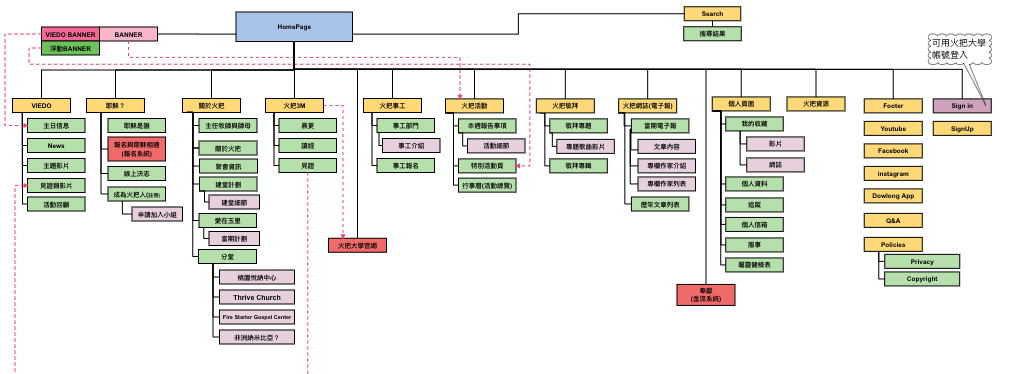 HomePage
Search
搜尋結果
VIEDO BANNER
BANNER
浮動BANNER
可用火把大學
帳號登入
VIEDO
主日信息
News
主題影片
見證類影片
活動回顧
耶穌？
耶穌是誰
報名與耶穌相遇
(報名系統)
線上決志
成為火把人(註冊)
申請加入小組
關於火把
主任牧師與師母
關於火把
聚會資訊
建堂計劃
建堂細節
愛在玉里
當期計劃
分堂
桃園悅納中心
Thrive Church
Fire Starter Gospel Center
非洲納米比亞？
火把3M
晨更
讀經
見證
火把大學官網
火把事工
事工部門
事工介紹
事工報名
火把活動
本週報告事項
活動細節
特別活動頁
行事曆(活動總覽)
火把敬拜
敬拜專題
專題歌曲影片
敬拜專輯
火把網誌(電子報)
當期電子報
文章內容
專欄作家介紹
專欄作家列表
歷年文章列表
奉獻
(金流系統)
個人頁面
我的收藏
影片
網誌
個人資料
追蹤
個人信箱
服事
屬靈健檢表
火把資源
Footer
Youtube
Facebook
instagram
Dowlong App
Q&A
Policies
Privacy
Copyright
Sign in
SignUp